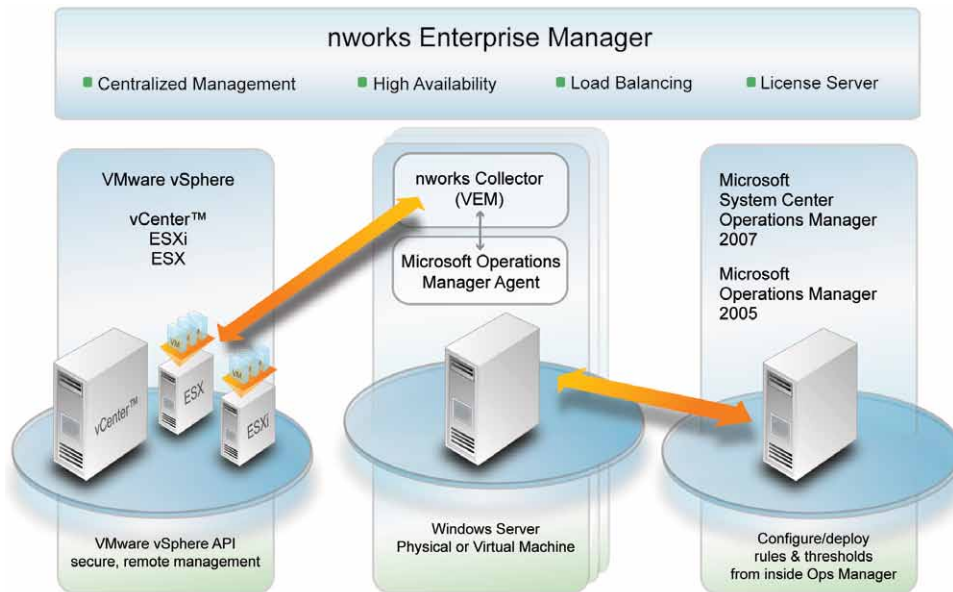 nworks Enterprise Manager
Centralized Management
High Availability
Load Balancing
License Server
VMware vSphere
vCenter™
ESXi
ESX
VM
ESX
vCenter™
ESXi
VMware vSphere API
secure, remote management
nworks Collector
(VEM)
Microsoft Operations
Manager Agent
Windows Server
Physical or Virtual Machine
Microsoft
System Center
Operations Manager
2007
Microsoft
Operations Manager
2005
Configure/deploy
rules & thresholds
from inside Ops Manager